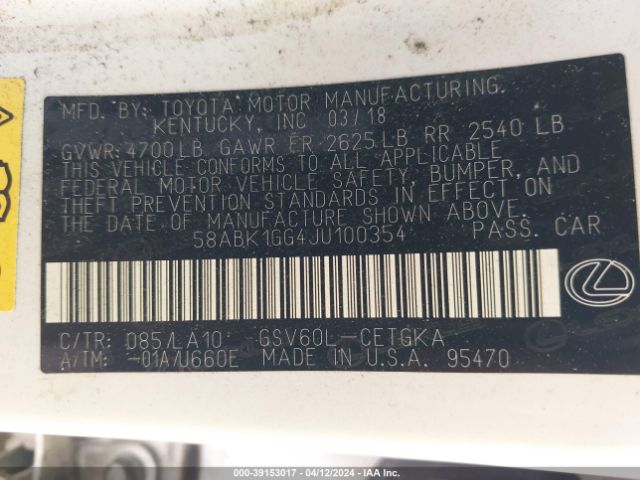 MFD. BY: TOYOTA MOTOR MANUFACTURING.
KENTUCKY, INC 03/18
GVWR 4700LB GAWR FR 2625LB RR 2540LB
THIS VEHICLE CONFORMS TO ALL APPLICABLE
FEDERAL MOTOR VEHICLE SAFETY, BUMPER, AND
THEFT PREVENTION STANDARDS IN EFFECT ON
THE DATE OF MANUFACTURE SHOWN ABOVE.
58ABK1GG4JU100354 PASS. CAR
C/TR: 085/LA10 GSV60L-CETGKA
A/TM: -01A/U660E MADE IN U.S.A. 95470
000-39153017 - 04/12/2024 - IAA Inc.